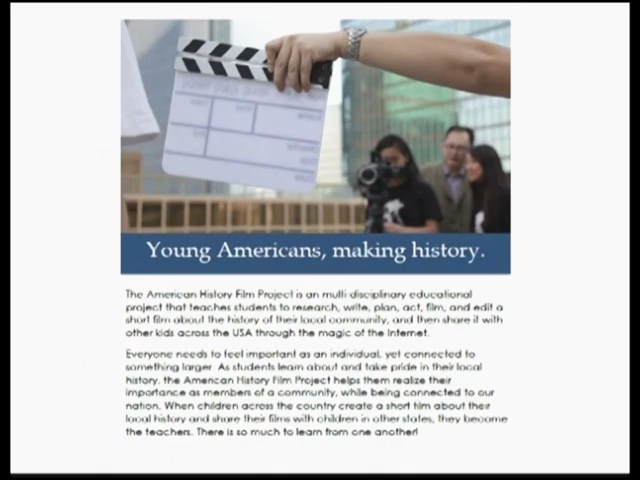 Young Americans, making history.
The American History Film Project is an multi disciplinary educational
project that teaches students to research, write, plan, act, film, and edit a
short film about the history of their local community, and then share it with
other kids across the USA through the magic of the Internet.
Everyone needs to feel important as an individual, yet connected to
something larger. As students learn about and take pride in their local
history, the American History Film Project helps them realize their
importance as members of a community, while being connected to our
nation. When children across the country create a short film about their
local history and share their films with children in other states, they become
the teachers. There is so much to learn from one another!